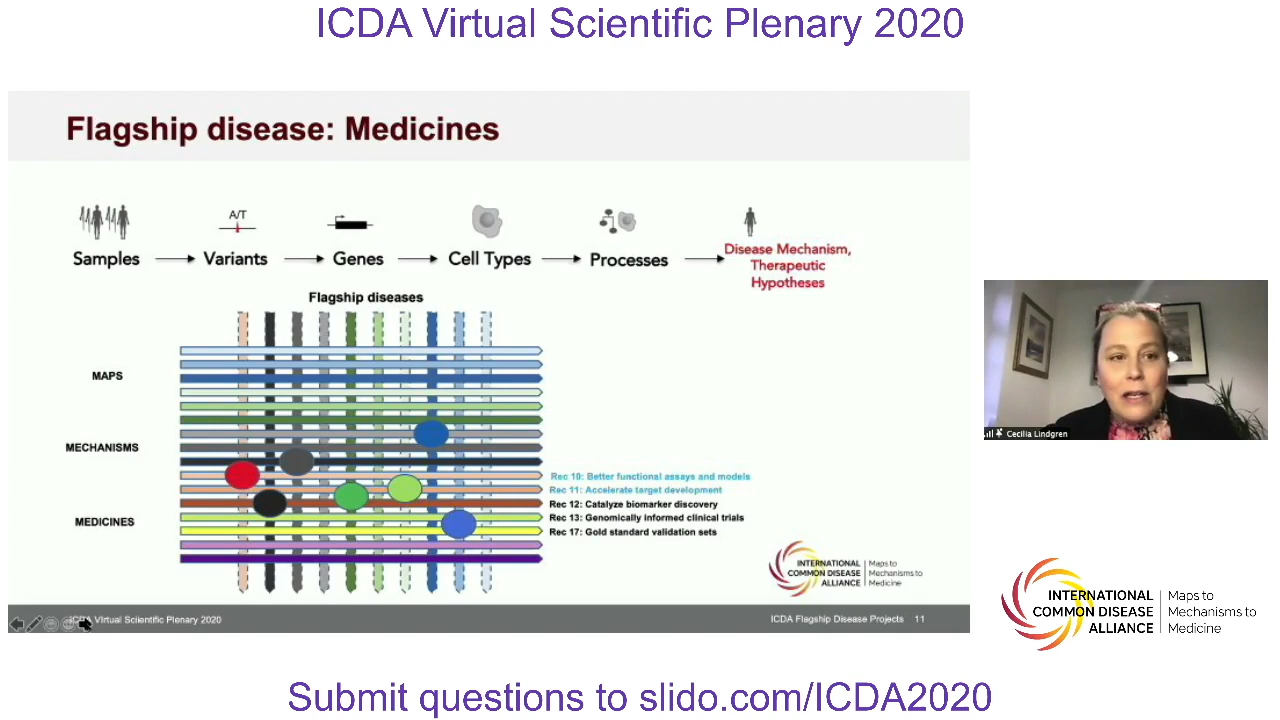 ICDA Virtual Scientific Plenary 2020
Flagship disease: Medicines
A/T
Samples
Variants
Genes
Cell Types
Processes
Disease Mechanism,
Therapeutic
Hypotheses
Flagship diseases
MAPS
MECHANISMS
MEDICINES
Rec 10: Better functional assays and models
Rec 11: Accelerate target development
Rec 12: Catalyze biomarker discovery
Rec 13: Genomically informed clinical trials
Rec 17: Gold standard validation sets
INTERNATIONAL
COMMON DISEASE
ALLIANCE
Maps to
Mechanisms to
Medicine
ICDA Virtual Scientific Plenary 2020
ICDA Flagship Disease Projects 11
Cecilia Lindgren
INTERNATIONAL
COMMON DISEASE
ALLIANCE
Maps to
Mechanisms to
Medicine
Submit questions to slido.com/ICDA2020